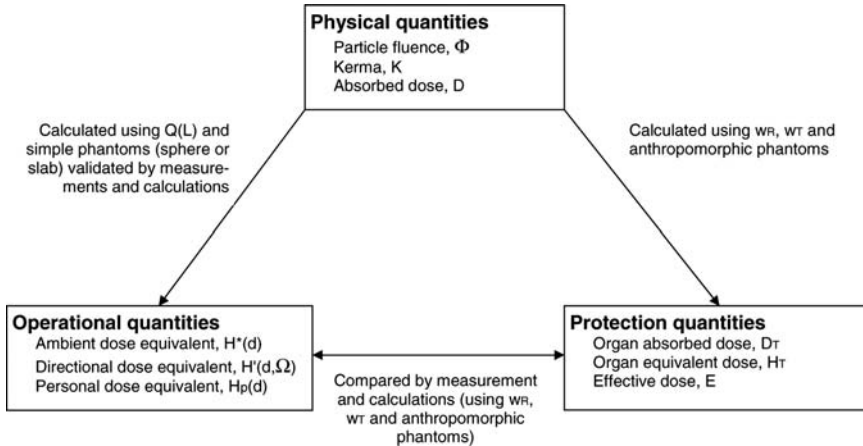 Physical quantities
Particle fluence, Φ
Kerma, K
Absorbed dose, D
Calculated using Q(L) and
simple phantoms (sphere or
slab) validated by measure-
ments and calculations
Calculated using wR, wT and
anthropomorphic phantoms
Operational quantities
Ambient dose equivalent, H*(d)
Directional dose equivalent, H'(d,Ω)
Personal dose equivalent, Hp(d)
Compared by measurement
and calculations (using wR,
wT and anthropomorphic
phantoms)
Protection quantities
Organ absorbed dose, DT
Organ equivalent dose, HT
Effective dose, E